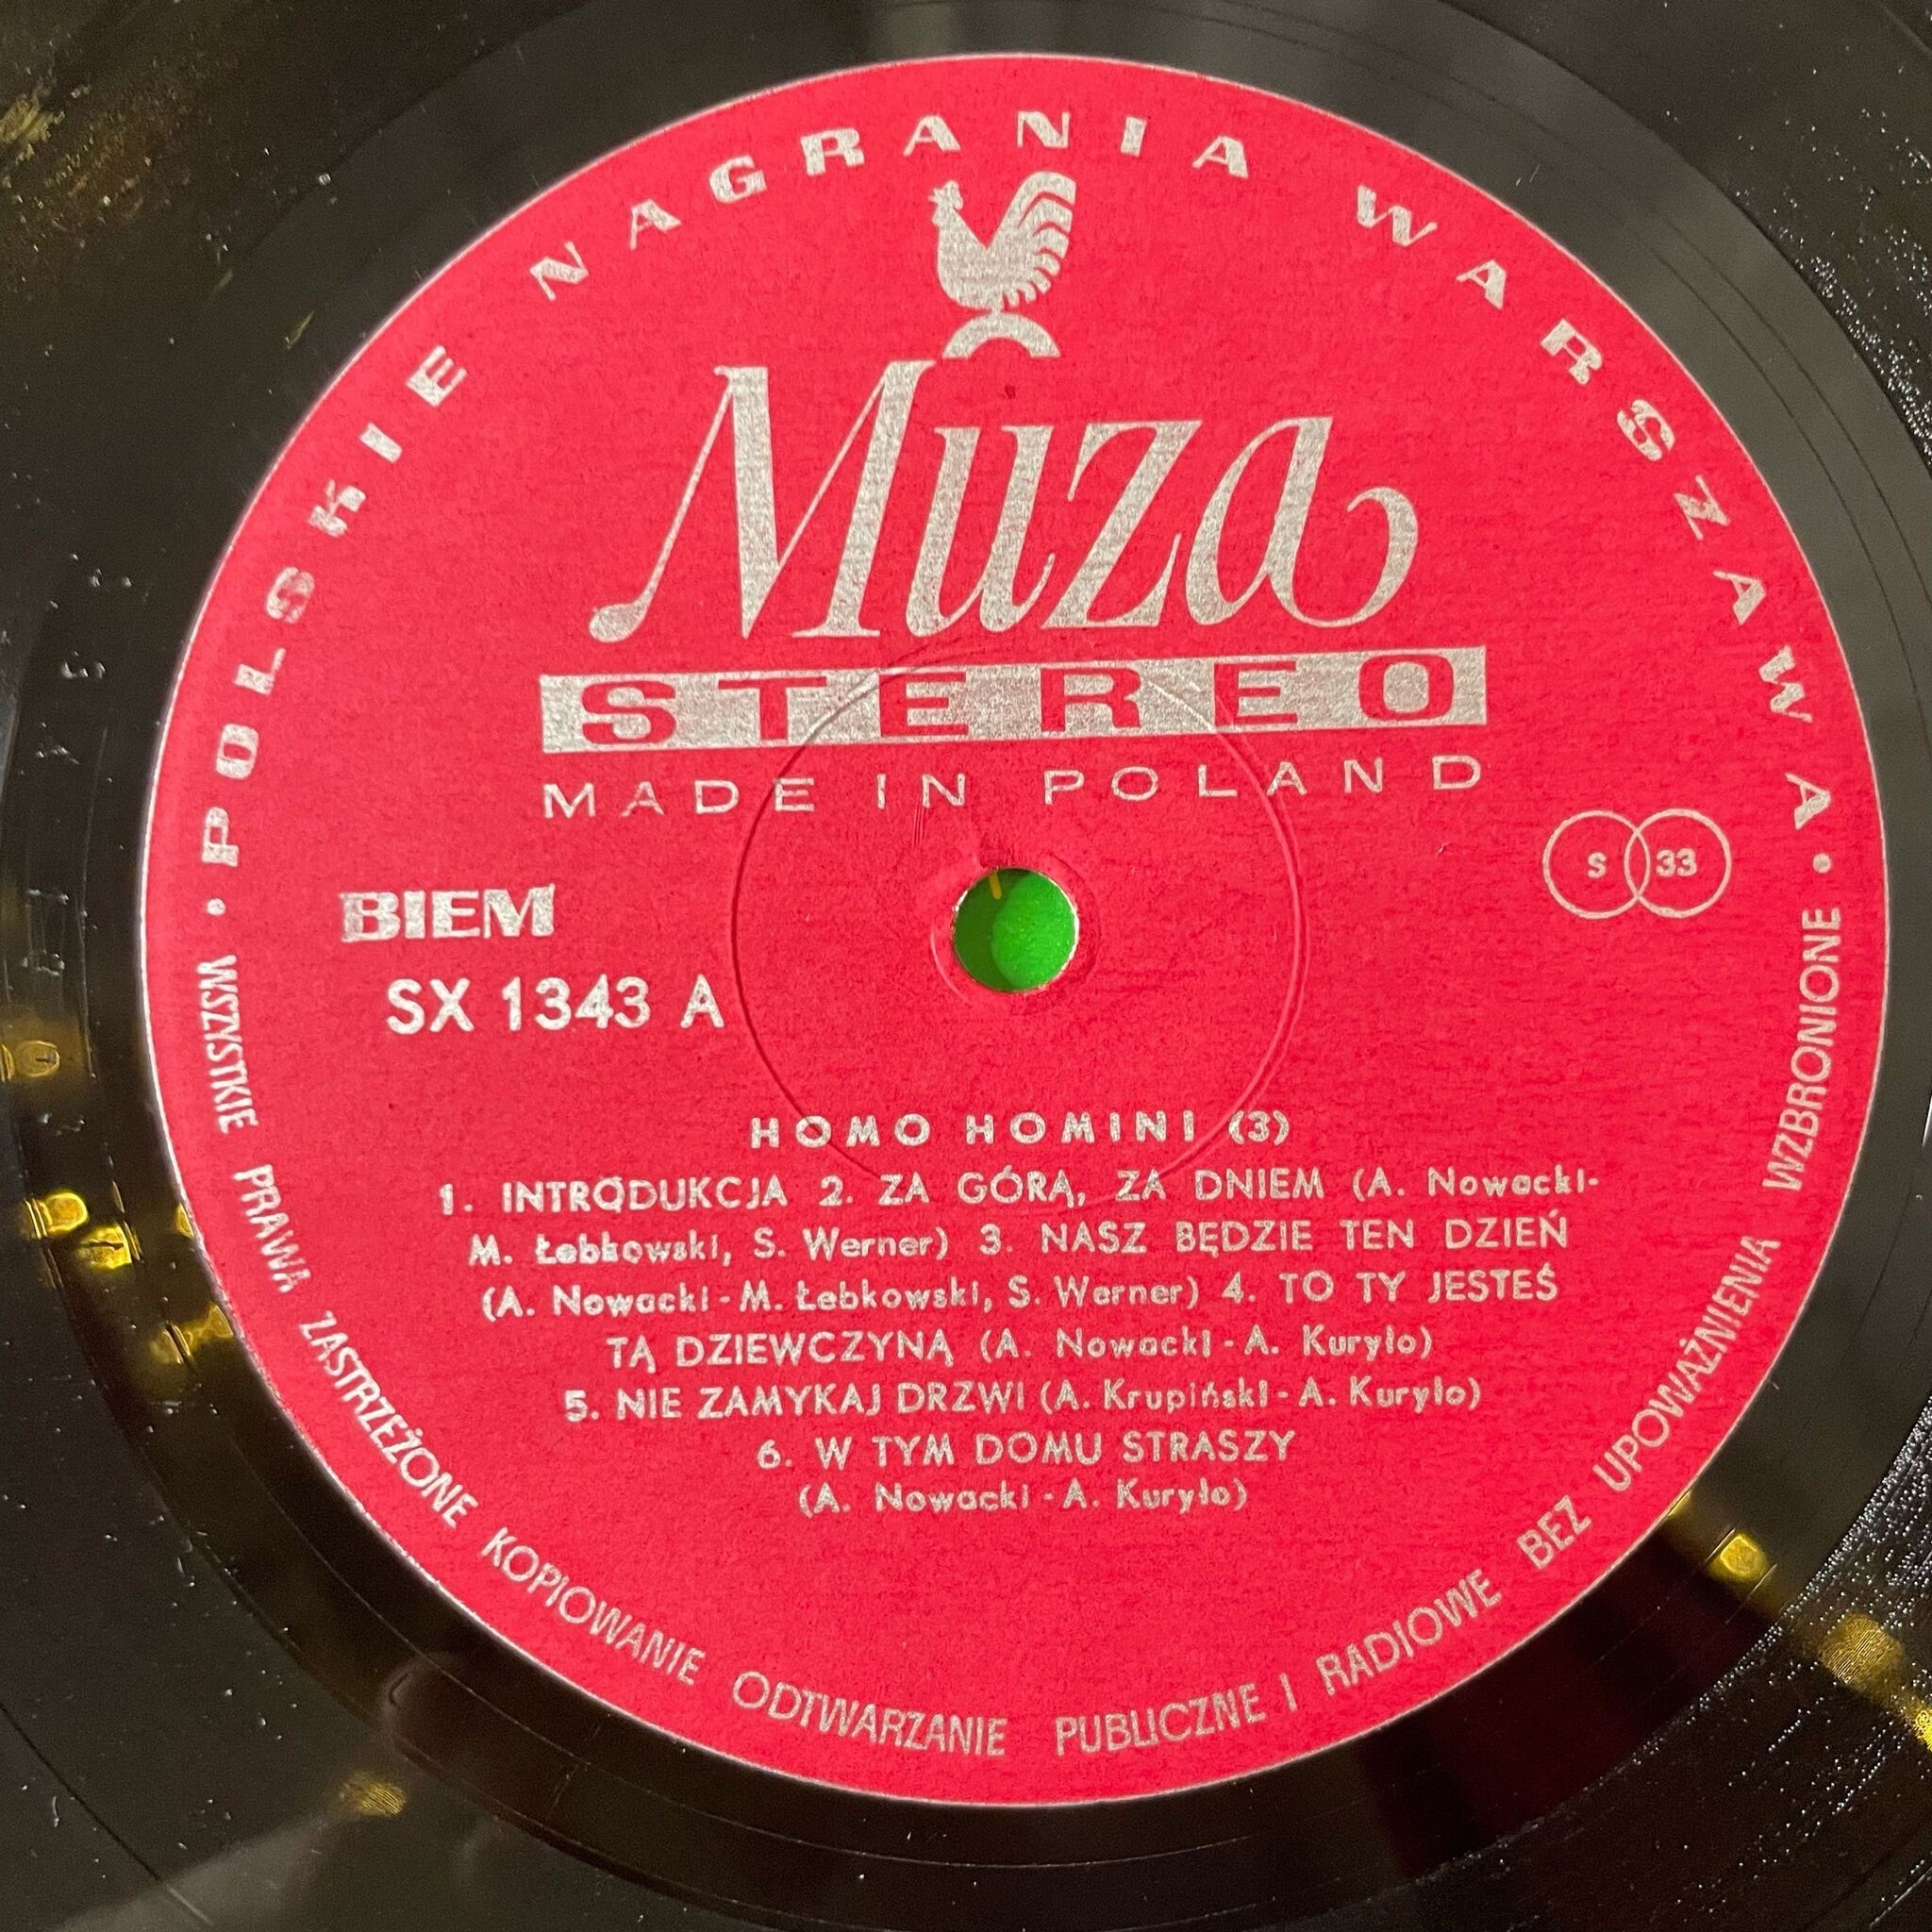 POLSKIE NAGRANIA WARSZAWA
Muza
STEREO
MADE IN POLAND
S 33
BIEM
SX 1343 A
HOMO HOMINI (3)
1. INTRODUKCJA 2. ZA GÓRĄ, ZA DNIEM (A. Nowacki-
M. Łebkowski, S. Werner) 3. NASZ BĘDZIE TEN DZIEŃ
(A. Nowacki - M. Łebkowski, S. Werner) 4. TO TY JESTEŚ
TĄ DZIEWCZYNĄ (A. Nowacki - A. Kuryło)
5. NIE ZAMYKAJ DRZWI (A. Krupiński - A. Kuryło)
6. W TYM DOMU STRASZY
(A. Nowacki - A. Kuryło)
• WSZYSTKIE PRAWA ZASTRZEŻONE KOPIOWANIE ODTWARZANIE PUBLICZNE I RADIOWE BEZ UPOWAŻNIENIA WZBRONIONE •